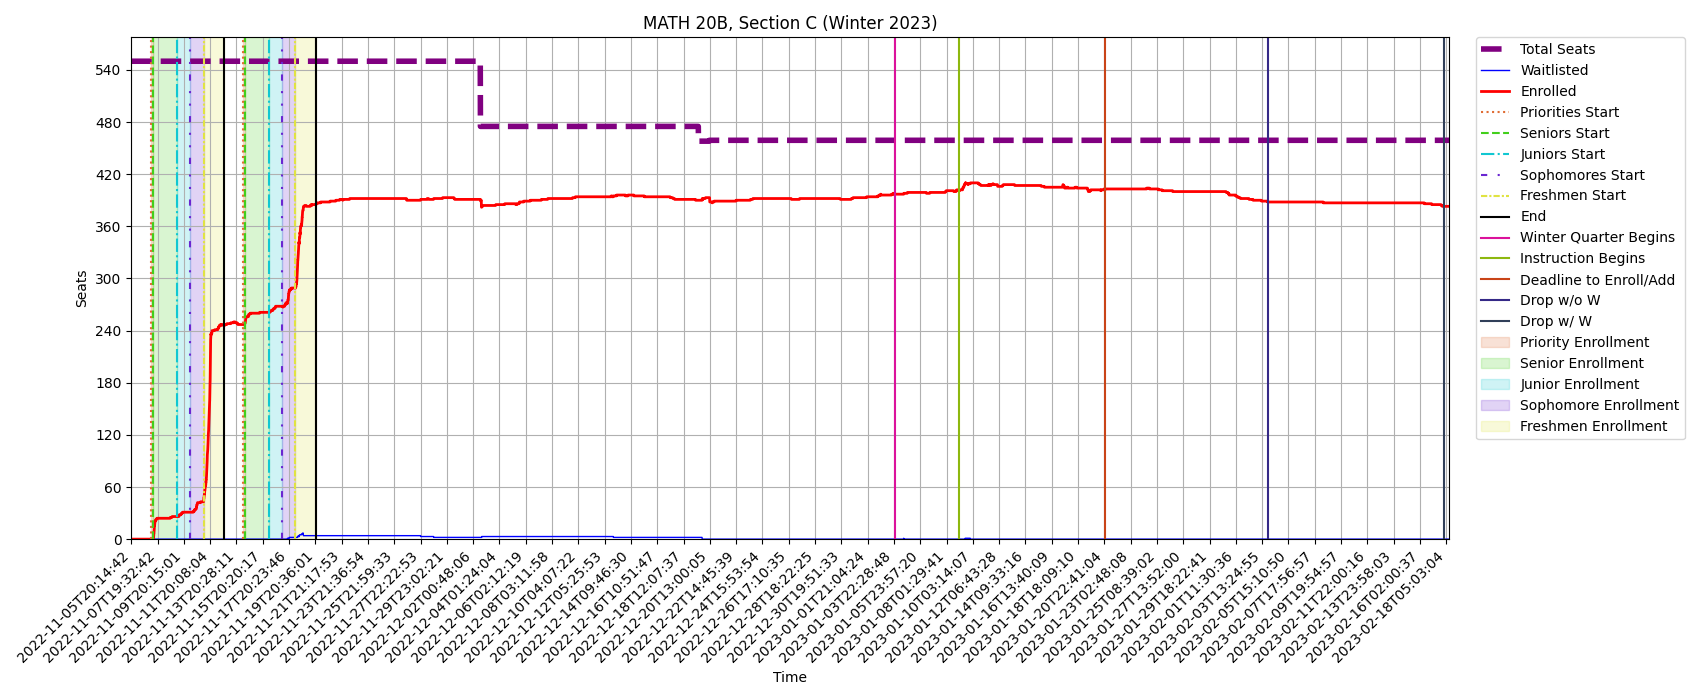 MATH 20B, Section C (Winter 2023)
Seats
540
480
420
360
300
240
180
120
60
0
2022-11-05T20:14:42
2022-11-07T19:32:42
2022-11-09T20:15:01
2022-11-11T20:08:04
2022-11-13T20:28:11
2022-11-15T20:20:17
2022-11-17T20:23:46
2022-11-19T20:36:01
2022-11-21T21:17:53
2022-11-23T21:36:54
2022-11-25T21:59:33
2022-11-27T22:22:53
2022-11-29T23:02:21
2022-12-02T00:48:06
2022-12-04T01:24:04
2022-12-06T02:12:19
2022-12-08T03:11:58
2022-12-10T04:07:22
2022-12-12T05:25:53
2022-12-14T09:46:30
2022-12-16T10:51:47
2022-12-18T12:07:37
2022-12-20T13:00:05
2022-12-22T14:45:39
2022-12-24T15:53:54
2022-12-26T17:10:35
2022-12-28T18:22:25
2022-12-30T19:51:33
2023-01-01T21:04:24
2023-01-03T22:28:48
2023-01-05T23:57:20
2023-01-08T01:29:41
2023-01-10T03:14:07
2023-01-12T06:43:28
2023-01-14T09:33:16
2023-01-16T13:40:09
2023-01-18T18:09:10
2023-01-20T22:41:04
2023-01-23T02:48:08
2023-01-25T08:39:02
2023-01-27T13:52:00
2023-01-29T18:22:41
2023-02-01T11:30:36
2023-02-03T13:24:55
2023-02-05T15:10:50
2023-02-07T17:56:57
2023-02-09T19:54:57
2023-02-11T22:00:16
2023-02-13T23:58:03
2023-02-16T02:00:37
2023-02-18T05:03:04
Time
Total Seats
Waitlisted
Enrolled
Priorities Start
Seniors Start
Juniors Start
Sophomores Start
Freshmen Start
End
Winter Quarter Begins
Instruction Begins
Deadline to Enroll/Add
Drop w/o W
Drop w/ W
Priority Enrollment
Senior Enrollment
Junior Enrollment
Sophomore Enrollment
Freshmen Enrollment